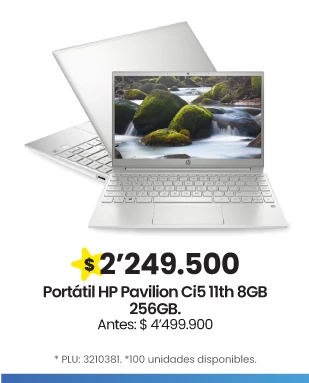 $ 2’249.500
Portátil HP Pavilion Ci5 11th 8GB
256GB.
Antes: $ 4’499.900
* PLU: 3210381. *100 unidades disponibles.